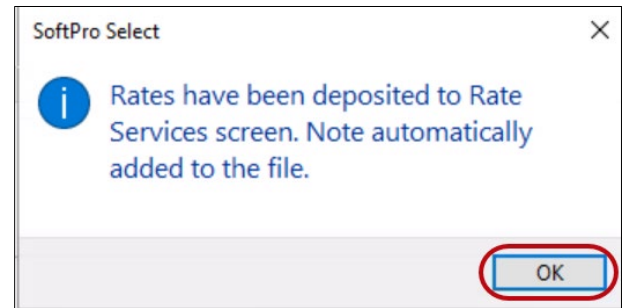 SoftPro Select
Rates have been deposited to Rate
Services screen. Note automatically
added to the file.
OK